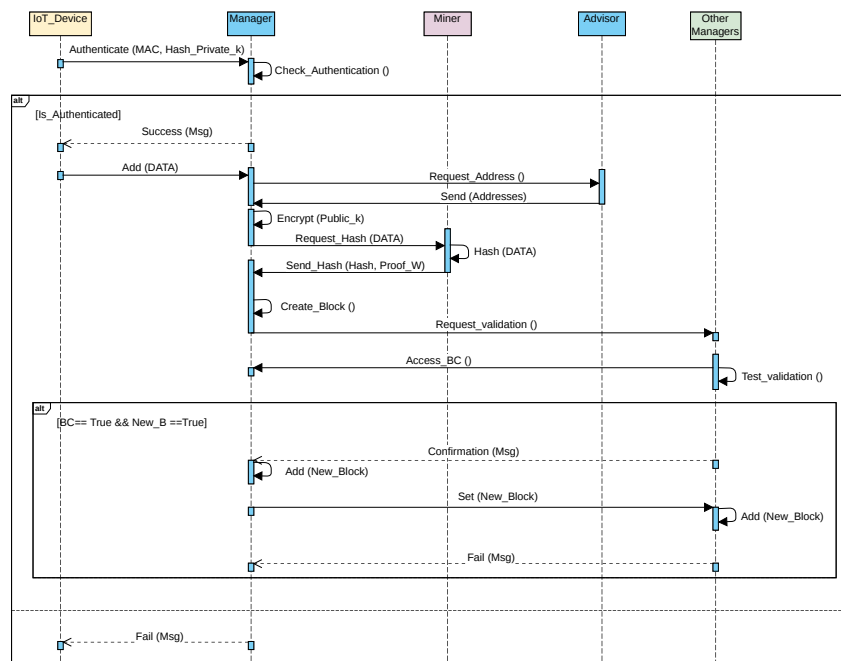 IoT_Device
Manager
Miner
Advisor
Other
Managers
Authenticate (MAC, Hash_Private_k)
Check_Authentication ()
alt
[Is_Authenticated]
Success (Msg)
Add (DATA)
Request_Address ()
Send (Addresses)
Encrypt (Public_k)
Request_Hash (DATA)
Hash (DATA)
Send_Hash (Hash, Proof_W)
Create_Block ()
Request_validation ()
Access_BC ()
Test_validation ()
alt
[BC== True && New_B ==True]
Confirmation (Msg)
Add (New_Block)
Set (New_Block)
Add (New_Block)
Fail (Msg)
Fail (Msg)